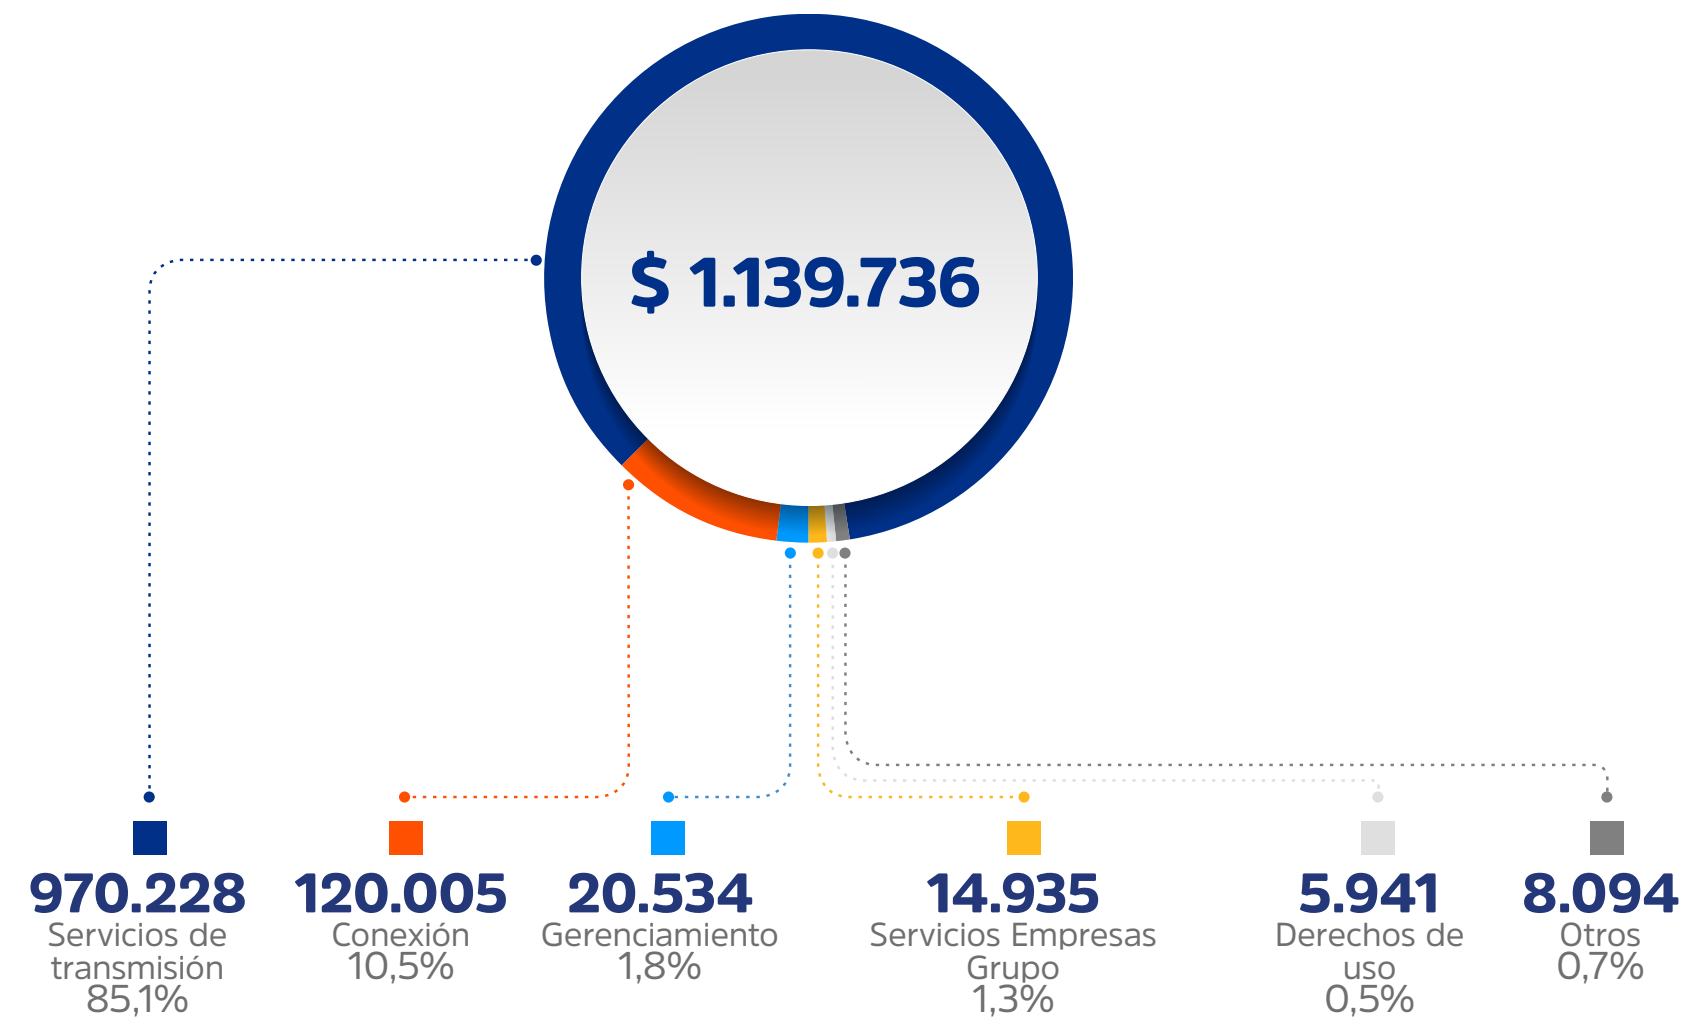 $ 1.139.736
970.228
Servicios de
transmisión
85,1%
120.005
Conexión
10,5%
20.534
Gerenciamiento
1,8%
14.935
Servicios Empresas
Grupo
1,3%
5.941
Derechos de
uso
0,5%
8.094
Otros
0,7%